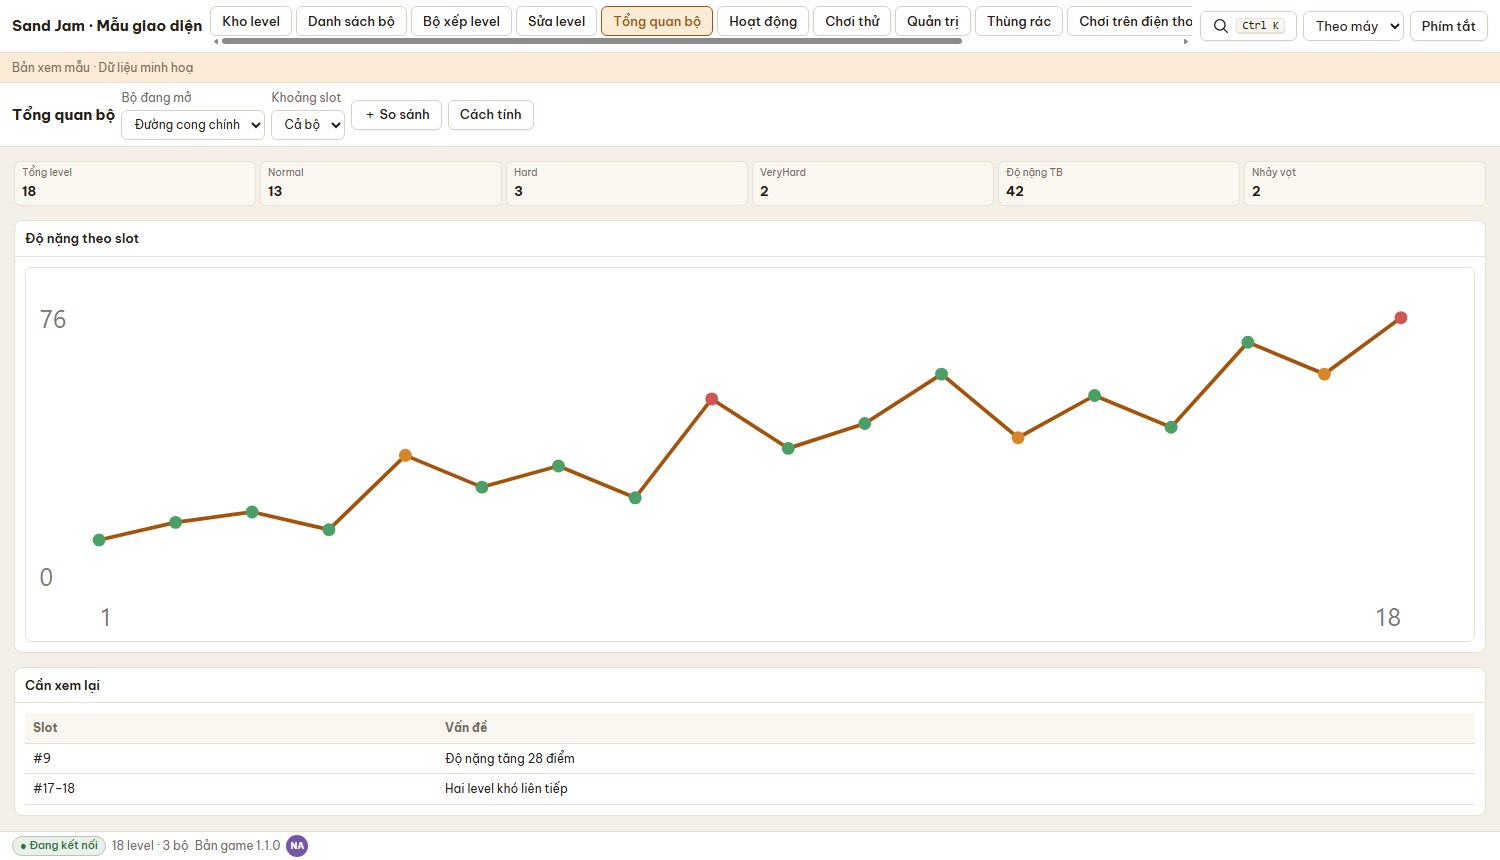 Sand Jam · Mẫu giao diện
Kho level
Danh sách bộ
Bộ xếp level
Sửa level
Tổng quan bộ
Hoạt động
Chơi thử
Quản trị
Thùng rác
Chơi trên điện tho
Ctrl K
Theo máy
Phím tắt
Bản xem mẫu · Dữ liệu minh hoạ
Tổng quan bộ
Bộ đang mở
Đường cong chính
Khoảng slot
Cả bộ
+ So sánh
Cách tính
Tổng level
18
Normal
13
Hard
3
VeryHard
2
Độ nặng TB
42
Nhảy vọt
2
Độ nặng theo slot
76
0
1
18
Cần xem lại
Slot
Vấn đề
#9
Độ nặng tăng 28 điểm
#17–18
Hai level khó liên tiếp
Đang kết nối
18 level · 3 bộ
Bản game 1.1.0
NA